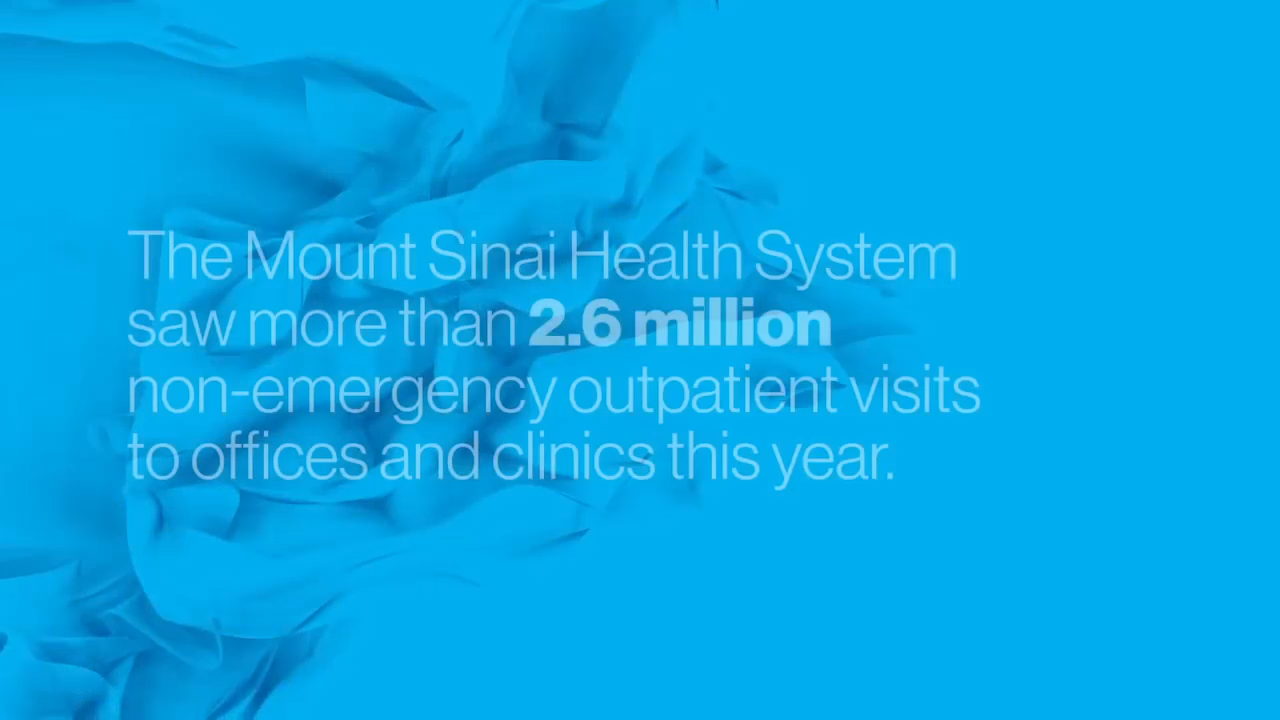 The Mount Sinai Health System
saw more than 2.6 million
non-emergency outpatient visits
to offices and clinics this year.